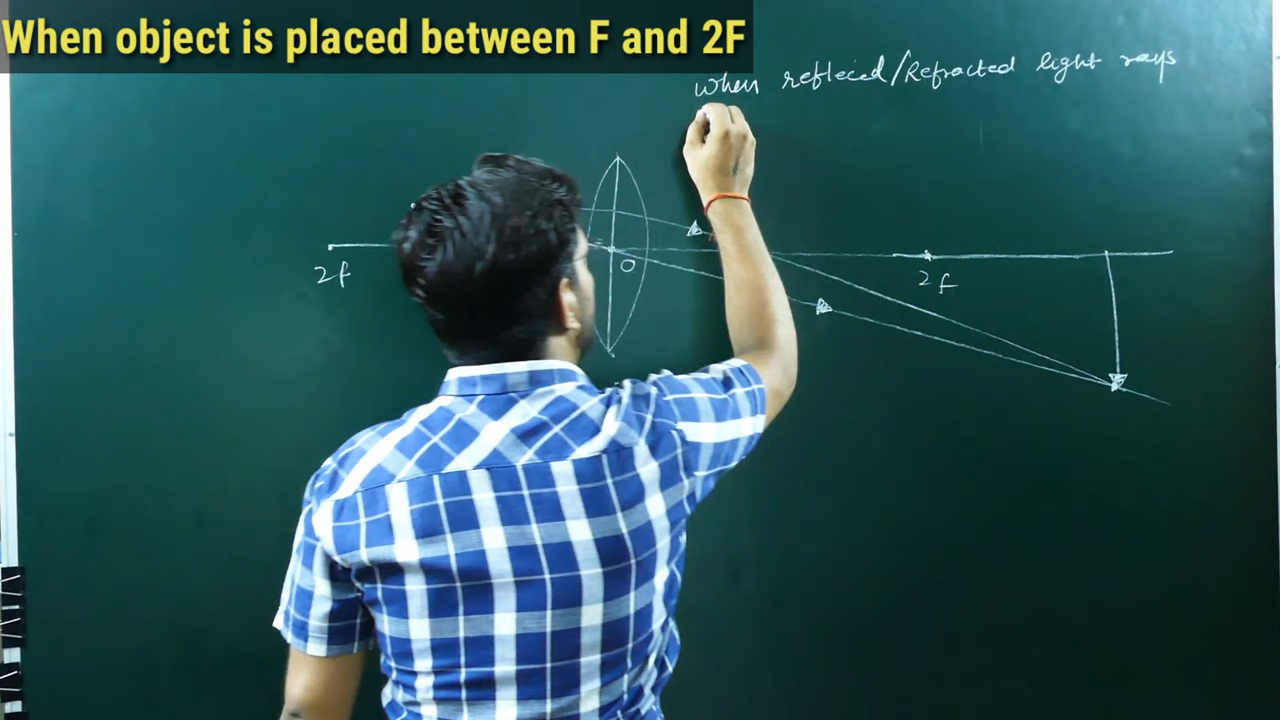 When object is placed between F and 2F
When refleced/Refracted light rays
2f
O
2f